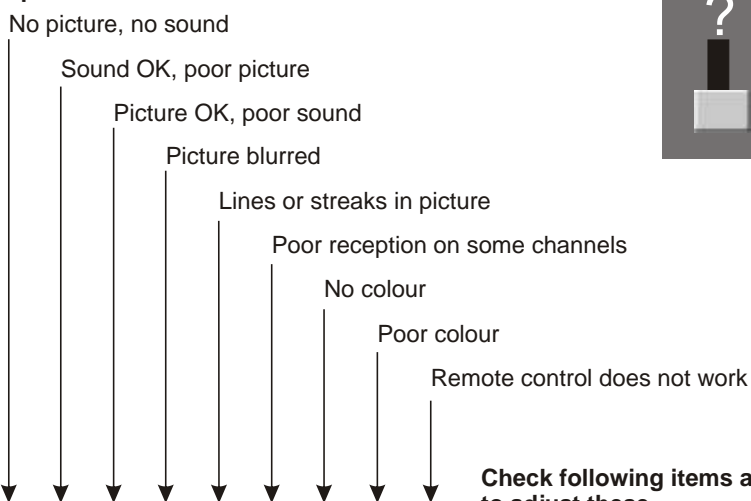 No picture, no sound
?
Sound OK, poor picture
Picture OK, poor sound
Picture blurred
Lines or streaks in picture
Poor reception on some channels
No colour
Poor colour
Remote control does not work
Check following items a
to adjust these